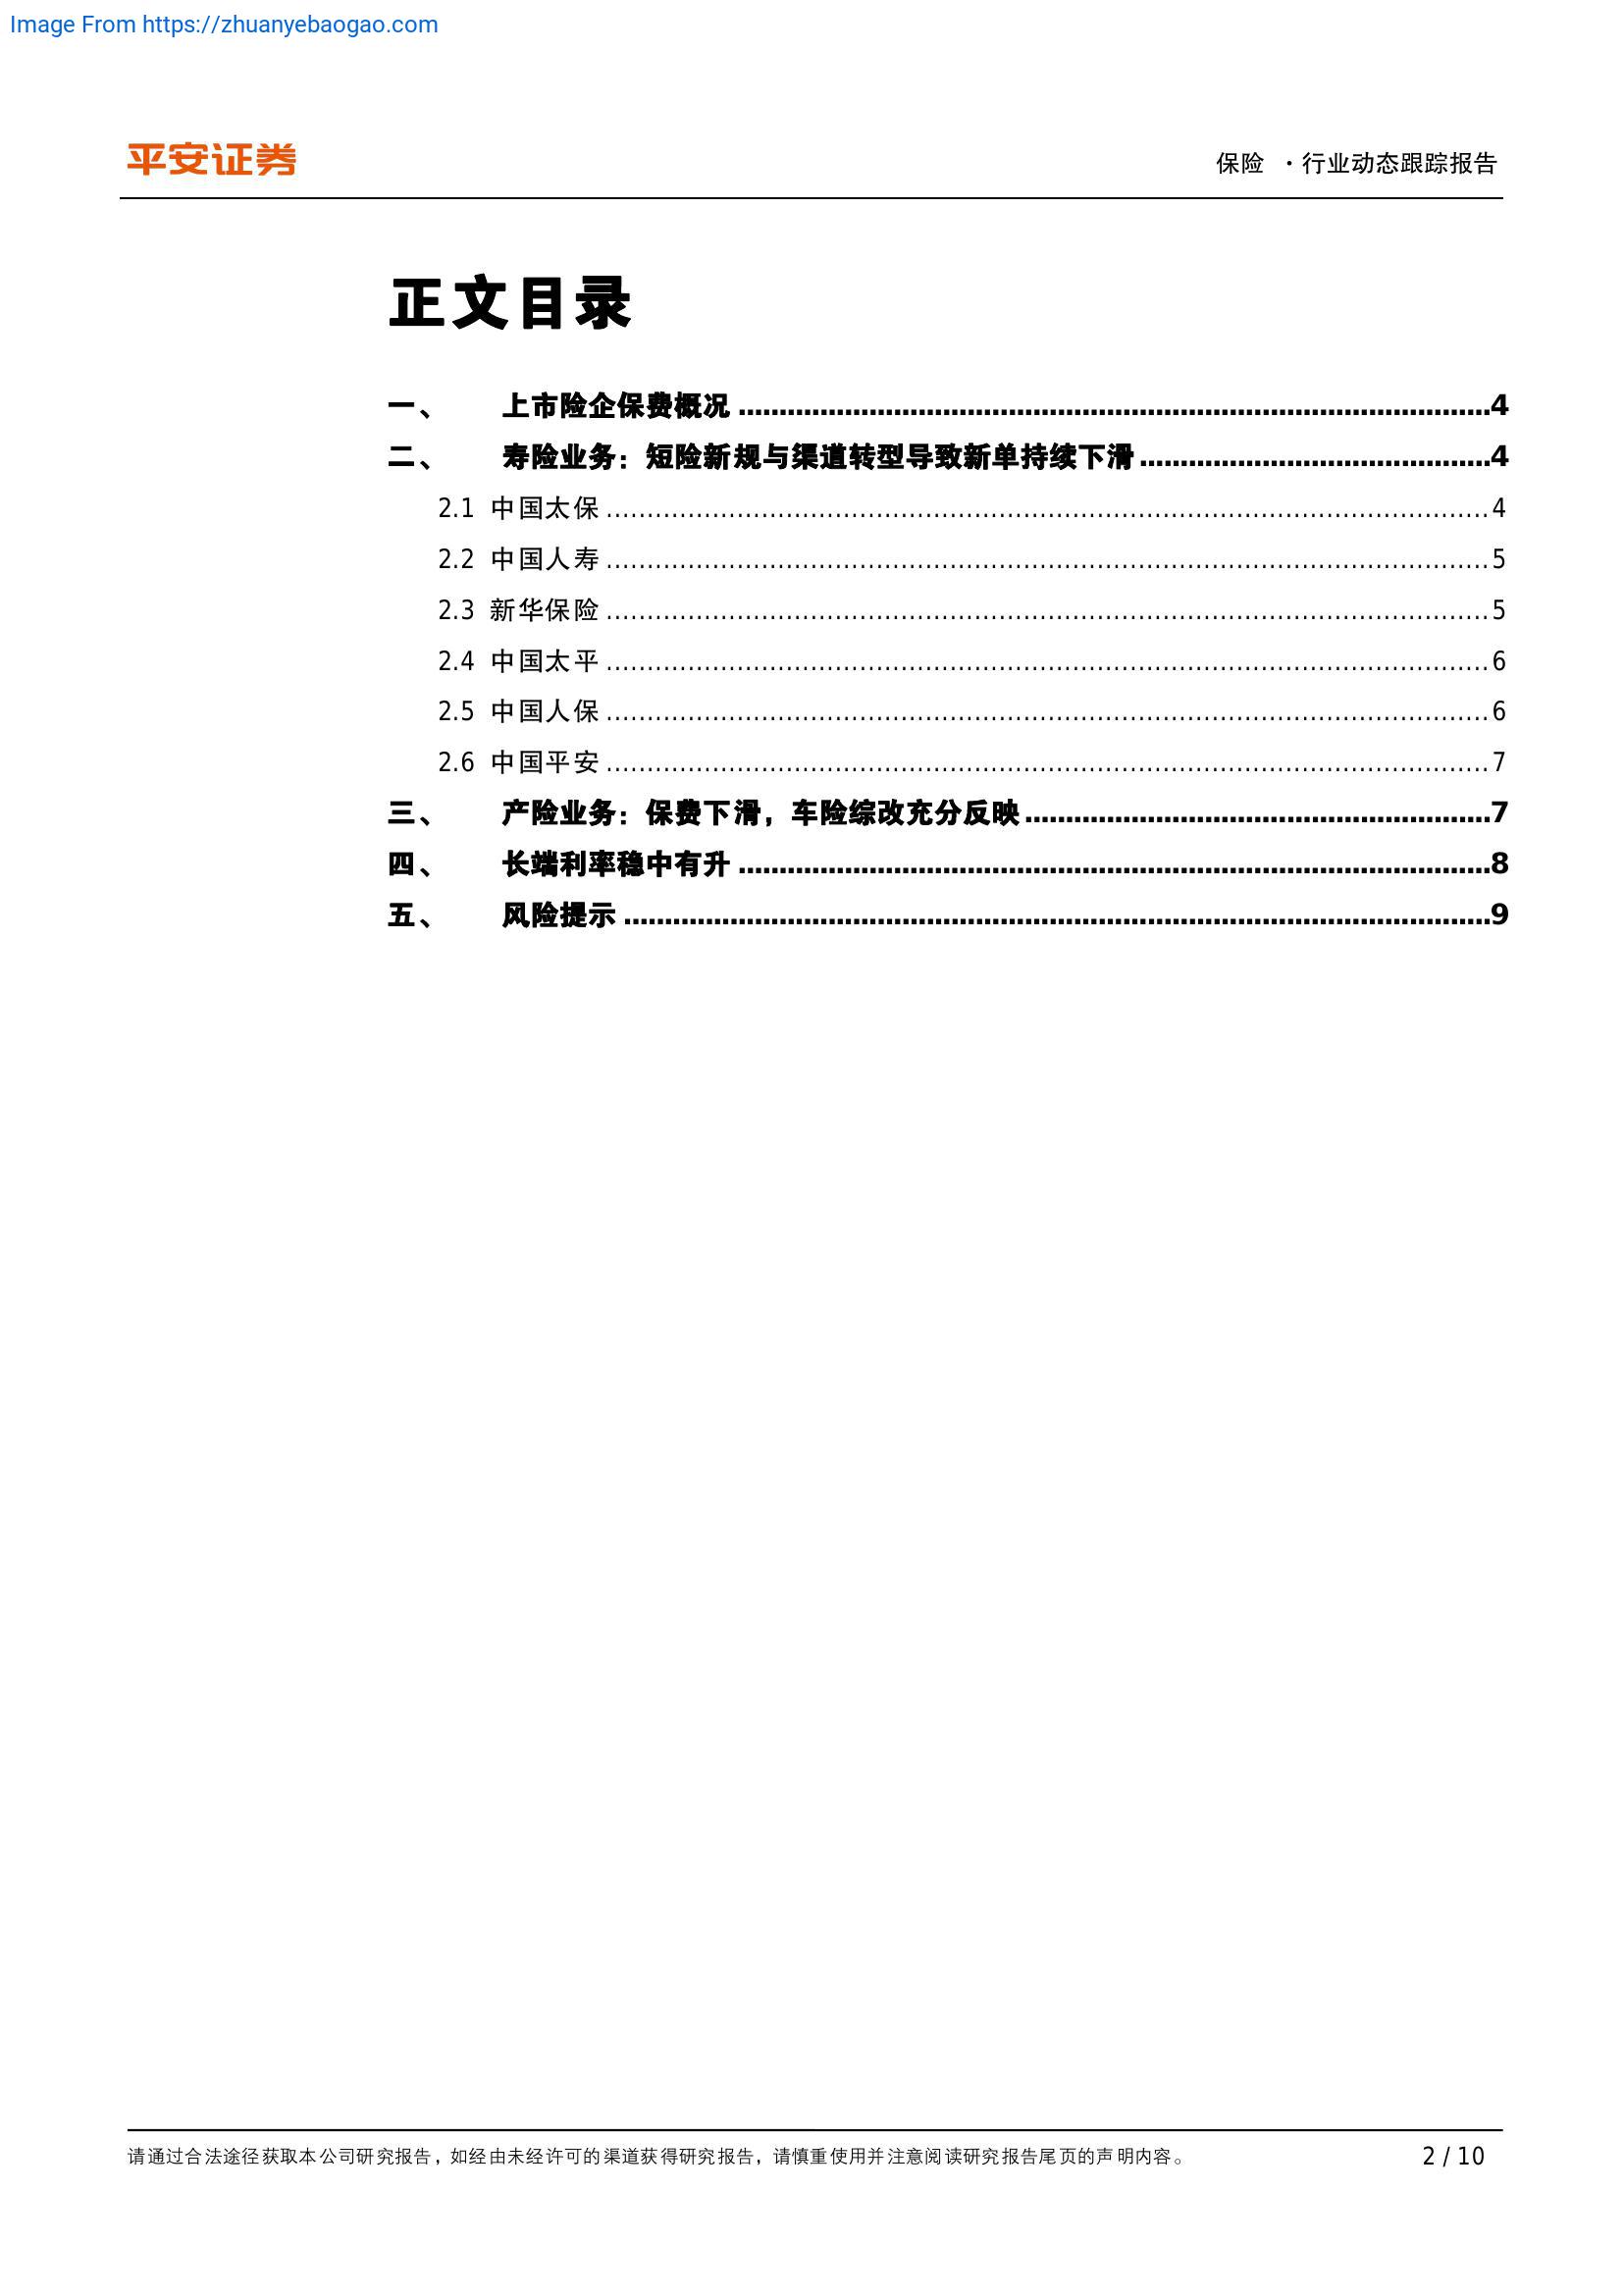 Image From https://zhuanyebaogao.com
平安证券
保险 ·行业动态跟踪报告
正文目录
一、 上市险企保费概况 ........................................................................................4
二、 寿险业务：短险新规与渠道转型导致新单持续下滑 .........................................4
2.1 中国太保 ........................................................................................................4
2.2 中国人寿 ........................................................................................................5
2.3 新华保险 ........................................................................................................5
2.4 中国太平 ........................................................................................................6
2.5 中国人保 ........................................................................................................6
2.6 中国平安 ........................................................................................................7
三、 产险业务：保费下滑，车险综改充分反映 .......................................................7
四、 长端利率稳中有升 ........................................................................................8
五、 风险提示 .....................................................................................................9
请通过合法途径获取本公司研究报告，如经由未经许可的渠道获得研究报告，请慎重使用并注意阅读研究报告尾页的声明内容。 2 / 10